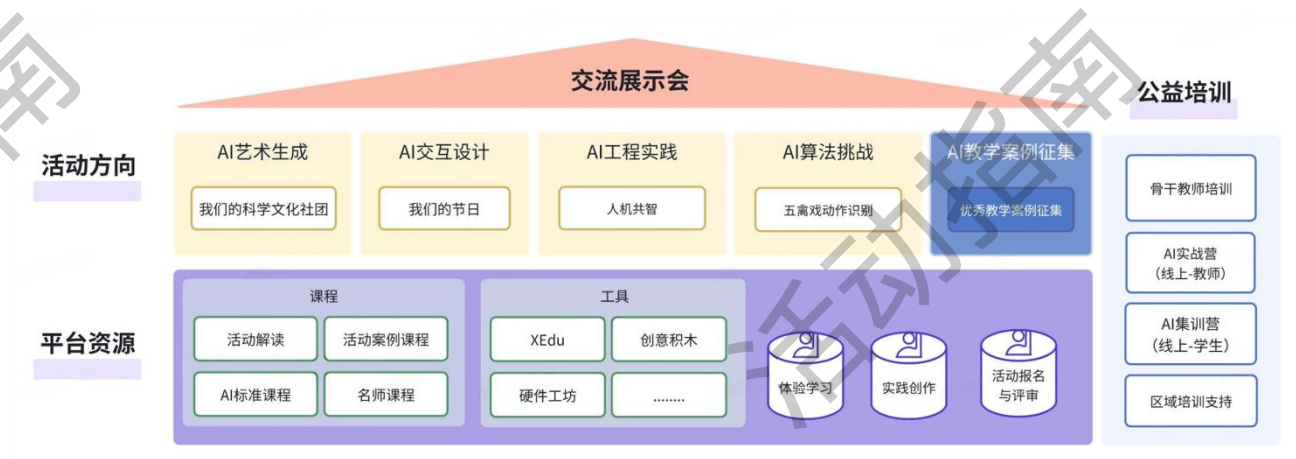 交流展示会
公益培训
活动方向
AI艺术生成
我们的科学文化社团
AI交互设计
我们的节日
AI工程实践
人机共智
AI算法挑战
五禽戏动作识别
AI教学案例征集
优秀教学案例征集
平台资源
课程
活动解读
活动案例课程
AI标准课程
名师课程
工具
XEdu
创意积木
硬件工坊
........
体验学习
实践创作
活动报名
与评审
骨干教师培训
AI实战营
（线上-教师）
AI集训营
（线上-学生）
区域培训支持
活动指南
南